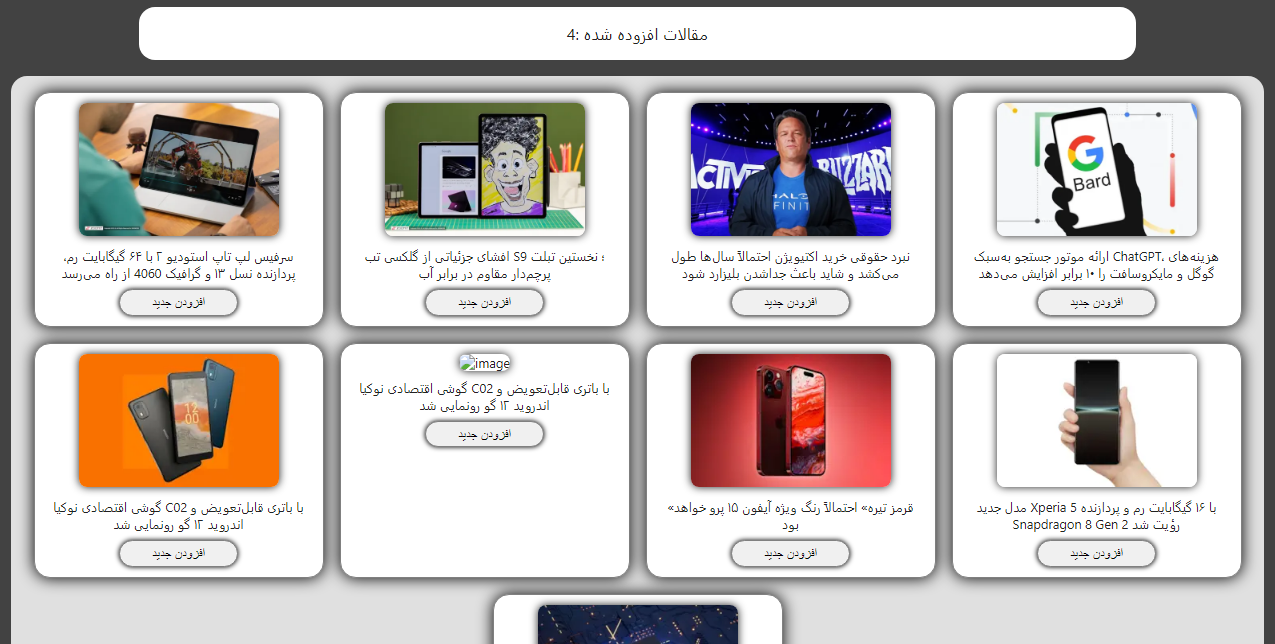 مقالات افزوده شده :4
G
Bard
هزینه‌های ChatGPT، ارائه موتور جستجو به‌سبک
گوگل و مایکروسافت را ۱۰ برابر افزایش می‌دهد
افزودن جدید
ACTIVI BLIZZARD
HALO
INFINIT
نبرد حقوقی خرید اکتیویژن احتمالاً سال‌ها طول
می‌کشد و شاید باعث جداشدن بلیزارد شود
افزودن جدید
افشای جزئیاتی از گلکسی تب S9 ؛ نخستین تبلت
پرچم‌دار مقاوم در برابر آب
افزودن جدید
سرفیس لپ تاپ استودیو ۲ با ۶۴ گیگابایت رم،
پردازنده نسل ۱۳ و گرافیک 4060 از راه می‌رسد
افزودن جدید
مدل جدید Xperia 5 با ۱۶ گیگابایت رم و پردازنده
Snapdragon 8 Gen 2 رؤیت شد
افزودن جدید
«قرمز تیره» احتمالاً رنگ ویژه آیفون ۱۵ پرو خواهد
بود
افزودن جدید
image
گوشی اقتصادی نوکیا C02 با باتری قابل‌تعویض و
اندروید ۱۲ گو رونمایی شد
افزودن جدید
12
00
گوشی اقتصادی نوکیا C02 با باتری قابل‌تعویض و
اندروید ۱۲ گو رونمایی شد
افزودن جدید